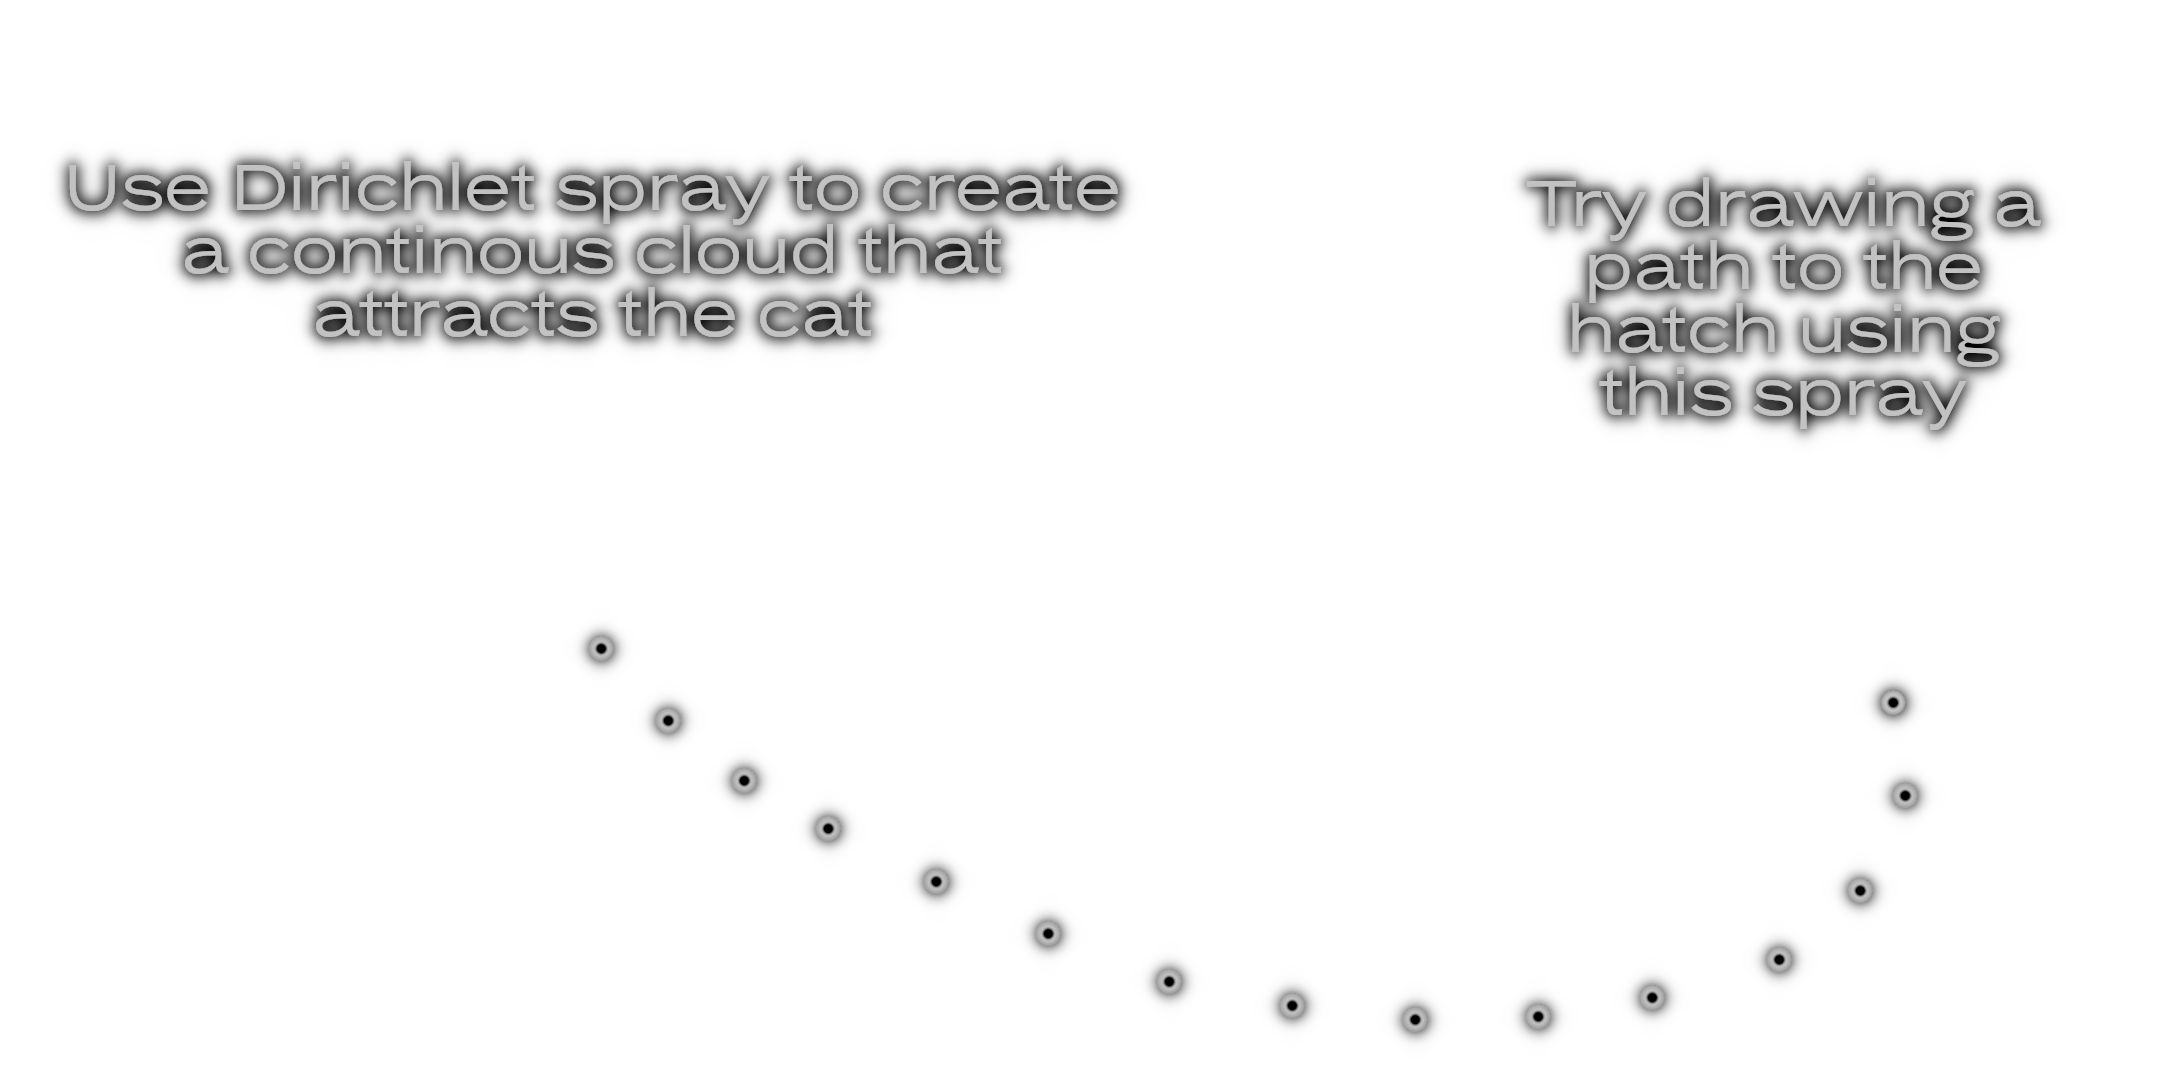 Use Dirichlet spray to create
a continous cloud that
attracts the cat
Try drawing a
path to the
hatch using
this spray